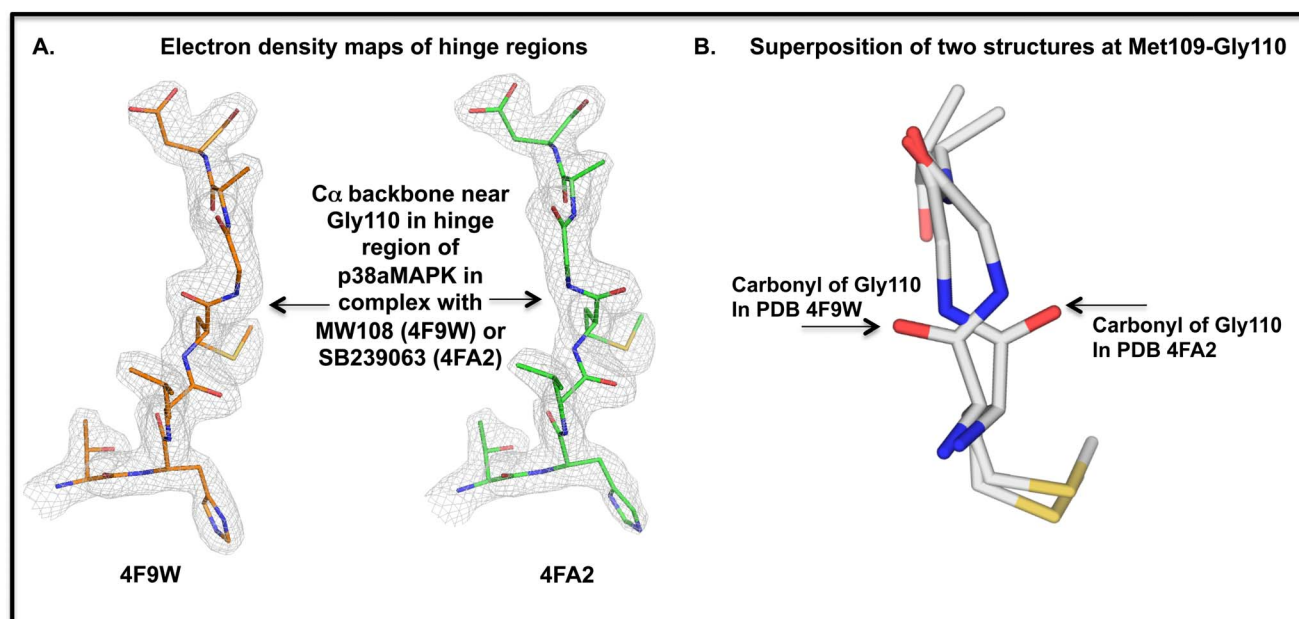 A. Electron density maps of hinge regions
Cα backbone near
Gly110 in hinge
region of
p38aMAPK in
complex with
MW108 (4F9W) or
SB239063 (4FA2)
4F9W
4FA2
B. Superposition of two structures at Met109-Gly110
Carbonyl of Gly110
In PDB 4F9W
Carbonyl of Gly110
In PDB 4FA2